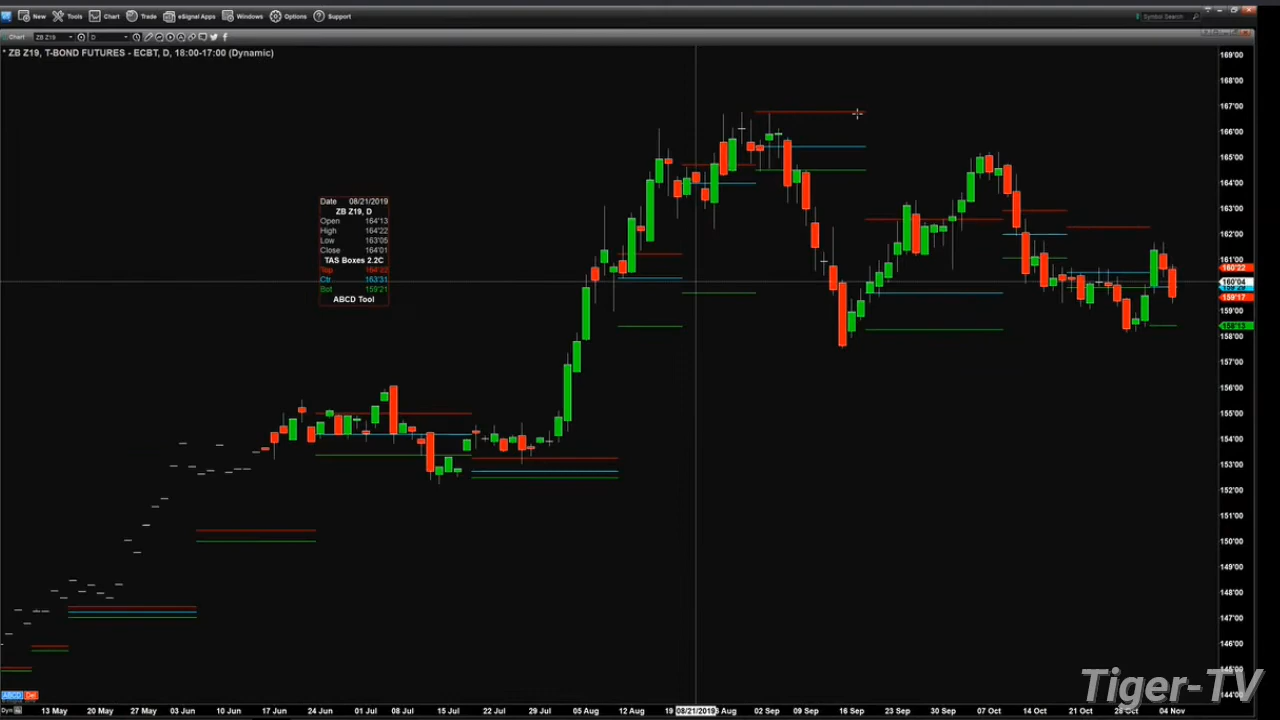 New Tools Chart Trade eSignal Apps Windows Options Support Symbol Search
Chart ZB Z19 D
* ZB Z19, T-BOND FUTURES - ECBT, D, 18:00-17:00 (Dynamic)
169'00
168'00
167'00
166'00
165'00
164'00
163'00
162'00
161'00
160'22
160'04
159'17
159'00
158'13
158'00
157'00
156'00
155'00
154'00
153'00
152'00
151'00
150'00
149'00
148'00
147'00
146'00
145'00
144'00
Date 08/21/2019
ZB Z19, D
Open 164'13
High 164'22
Low 163'05
Close 164'01
TAS Boxes 2.2C
Top 164'22
Ctr 163'31
Bot 159'21
ABCD Tool
Tiger-TV
ABCD Del
Dyn 13 May 20 May 27 May 03 Jun 10 Jun 17 Jun 24 Jun 01 Jul 08 Jul 15 Jul 22 Jul 29 Jul 05 Aug 12 Aug 19 08/21/2019 Aug 02 Sep 09 Sep 16 Sep 23 Sep 30 Sep 07 Oct 14 Oct 21 Oct 28 Oct 04 Nov